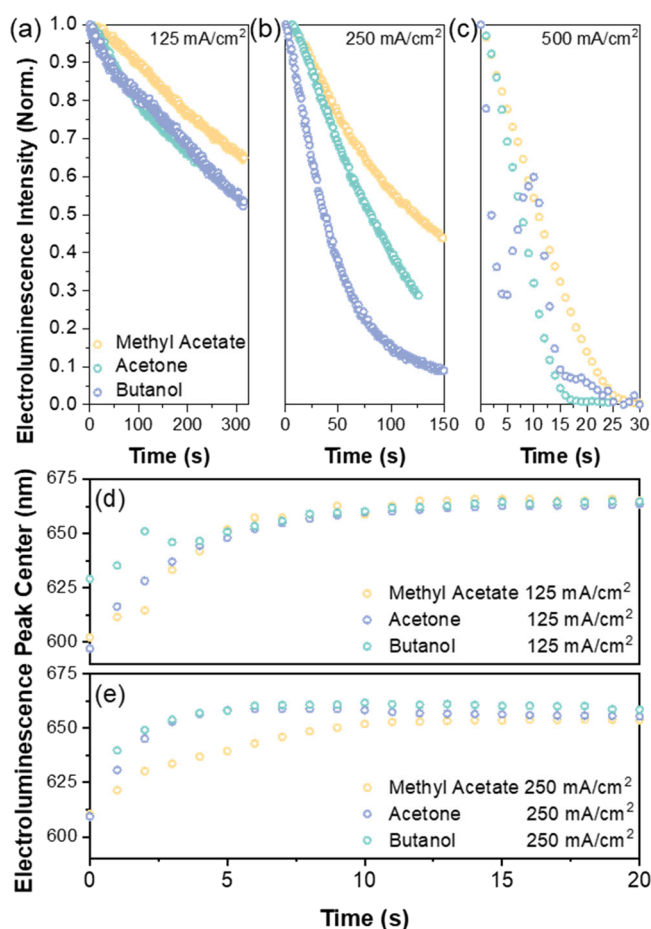 (a) 125 mA/cm²
(b) 250 mA/cm²
(c) 500 mA/cm²
Electroluminescence Intensity (Norm.)
1.0
0.9
0.8
0.7
0.6
0.5
0.4
0.3
0.2
0.1
0.0
Methyl Acetate
Acetone
Butanol
0 100 200 300
0 50 100 150
0 5 10 15 20 25 30
Time (s)
Time (s)
Time (s)
Electroluminescence Peak Center (nm)
(d)
675
650
625
600
Methyl Acetate 125 mA/cm²
Acetone 125 mA/cm²
Butanol 125 mA/cm²
(e)
675
650
625
600
Methyl Acetate 250 mA/cm²
Acetone 250 mA/cm²
Butanol 250 mA/cm²
0 5 10 15 20
Time (s)